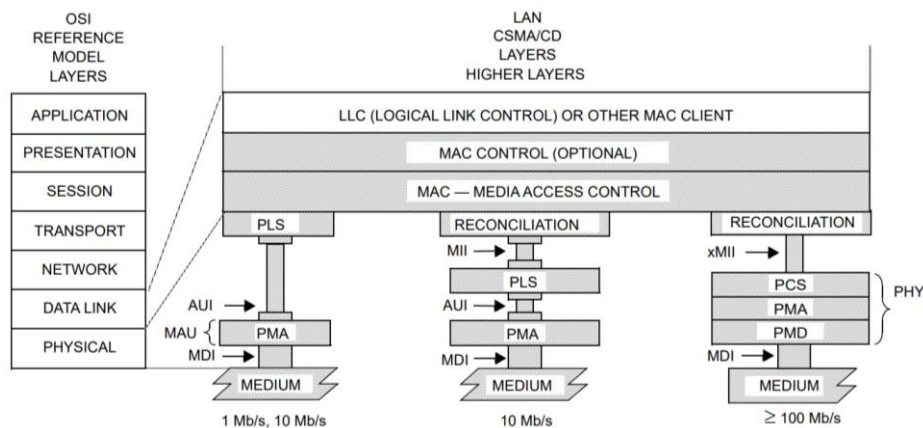 OSI
REFERENCE
MODEL
LAYERS
LAN
CSMA/CD
LAYERS
HIGHER LAYERS
APPLICATION
PRESENTATION
SESSION
TRANSPORT
NETWORK
DATA LINK
PHYSICAL
LLC (LOGICAL LINK CONTROL) OR OTHER MAC CLIENT
MAC CONTROL (OPTIONAL)
MAC — MEDIA ACCESS CONTROL
PLS
AUI
MAU
PMA
MDI
MEDIUM
1 Mb/s, 10 Mb/s
RECONCILIATION
MII
PLS
AUI
PMA
MDI
MEDIUM
10 Mb/s
RECONCILIATION
xMII
PCS
PMA
PMD
PHY
MDI
MEDIUM
≥ 100 Mb/s